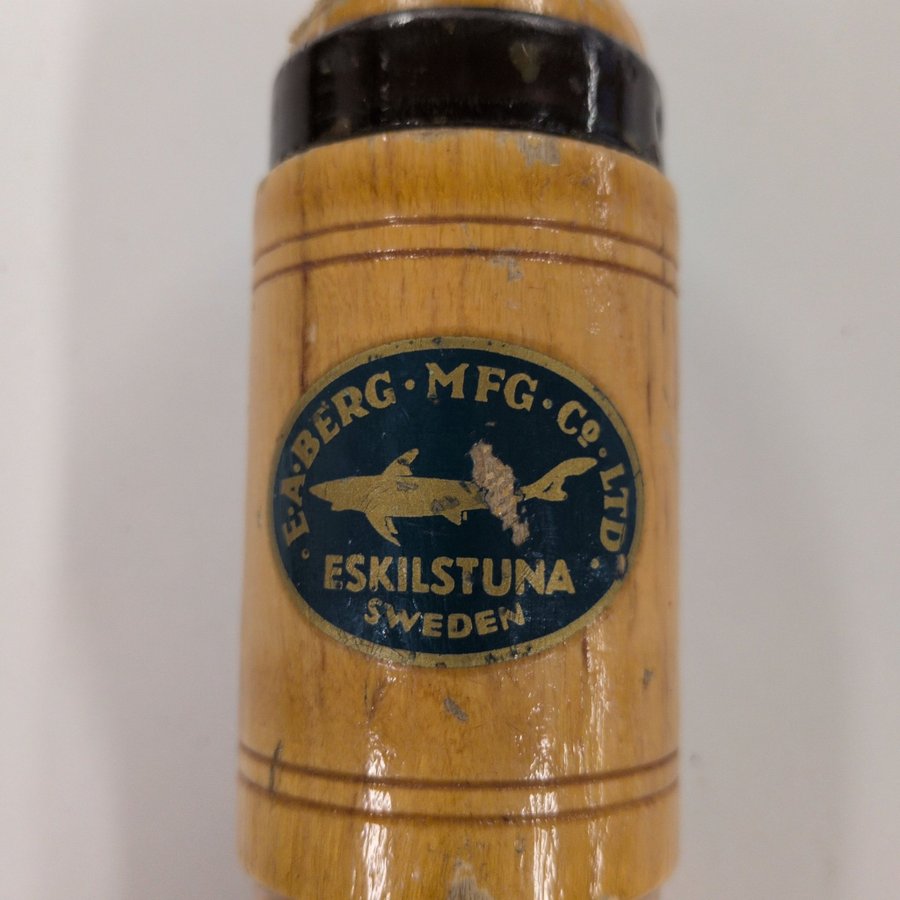 · E·A·BERG · MFG · Cº · LTD ·
ESKILSTUNA
SWEDEN